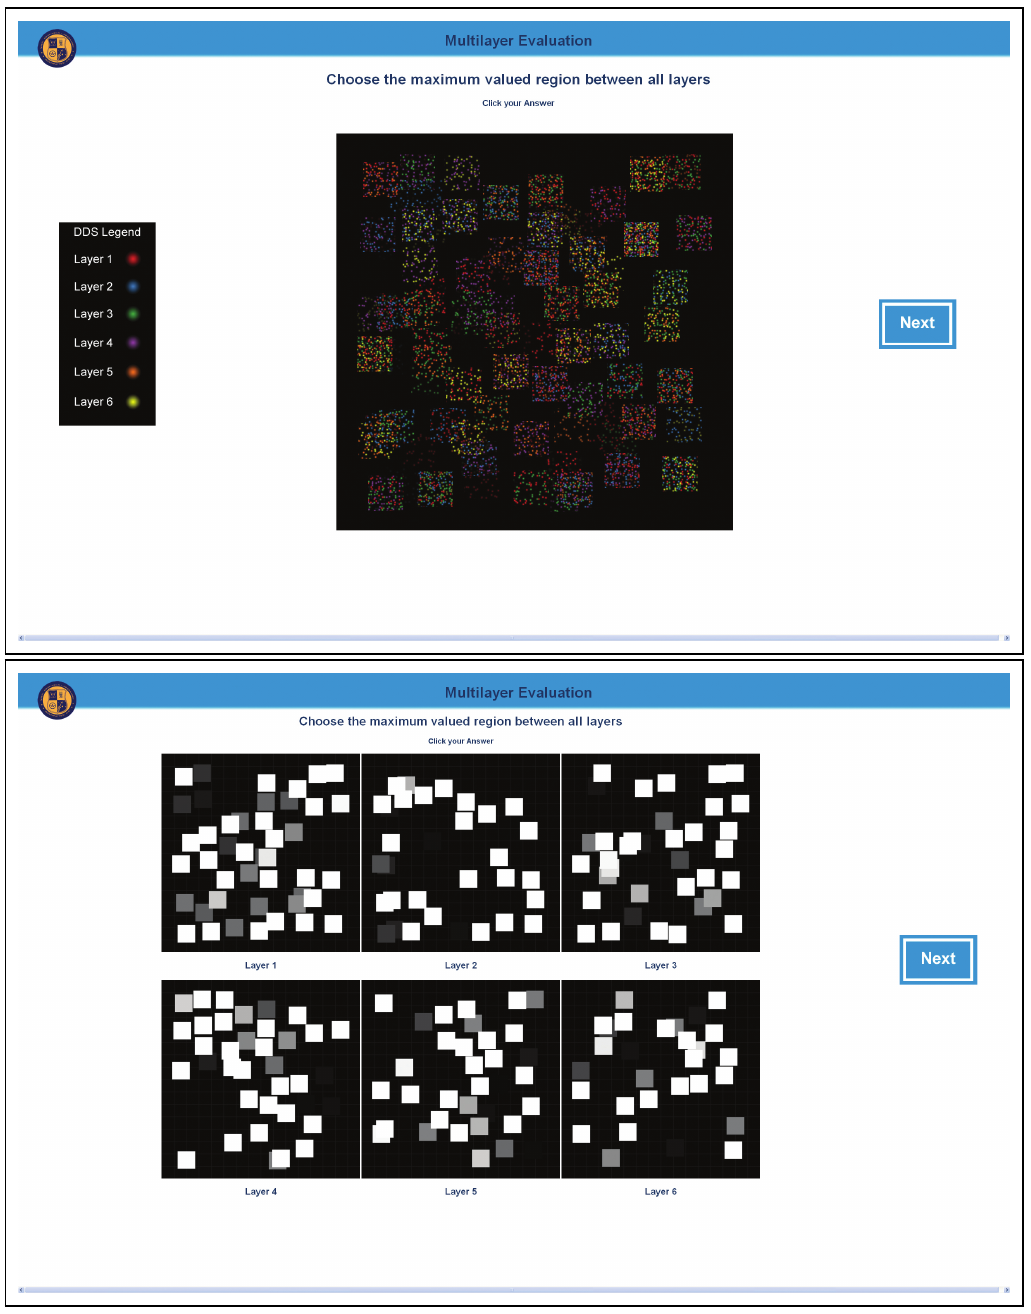 Multilayer Evaluation
Choose the maximum valued region between all layers
Click your Answer
DDS Legend
Layer 1
Layer 2
Layer 3
Layer 4
Layer 5
Layer 6
Next
Multilayer Evaluation
Choose the maximum valued region between all layers
Click your Answer
Layer 1 Layer 2 Layer 3
Next
Layer 4 Layer 5 Layer 6